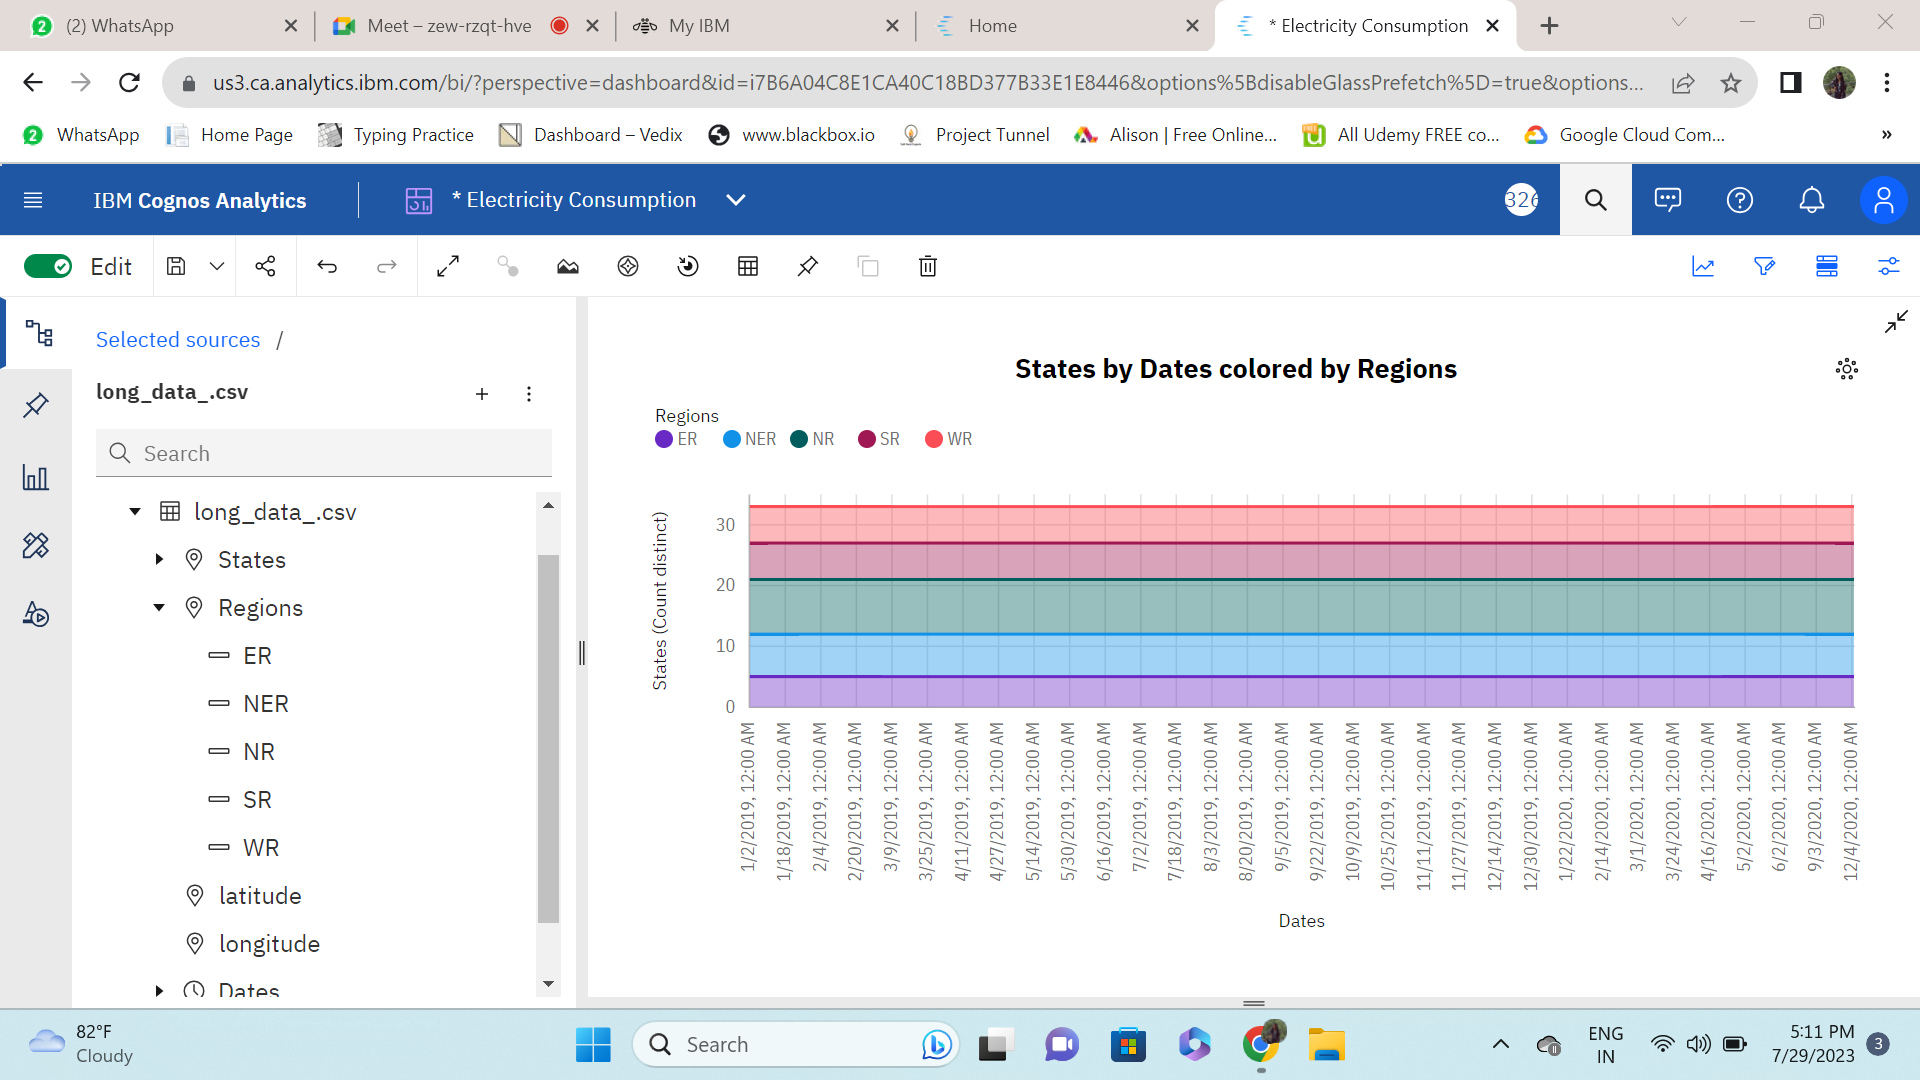 (2) WhatsApp
Meet – zew-rzqt-hve
My IBM
Home
* Electricity Consumption
us3.ca.analytics.ibm.com/bi/?perspective=dashboard&id=i7B6A04C8E1CA40C18BD377B33E1E8446&options%5BdisableGlassPrefetch%5D=true&options...
2 WhatsApp
Home Page
Typing Practice
Dashboard – Vedix
www.blackbox.io
Project Tunnel
Alison | Free Online...
All Udemy FREE co...
Google Cloud Com...
»
IBM Cognos Analytics
* Electricity Consumption
326
Edit
Selected sources /
long_data_.csv
Search
long_data_.csv
States
Regions
ER
NER
NR
SR
WR
latitude
longitude
Dates
States by Dates colored by Regions
Regions
ER NER NR SR WR
States (Count distinct)
30
20
10
0
1/2/2019, 12:00 AM
1/18/2019, 12:00 AM
2/4/2019, 12:00 AM
2/20/2019, 12:00 AM
3/9/2019, 12:00 AM
3/25/2019, 12:00 AM
4/11/2019, 12:00 AM
4/27/2019, 12:00 AM
5/14/2019, 12:00 AM
5/30/2019, 12:00 AM
6/16/2019, 12:00 AM
7/2/2019, 12:00 AM
7/18/2019, 12:00 AM
8/3/2019, 12:00 AM
8/20/2019, 12:00 AM
9/5/2019, 12:00 AM
9/22/2019, 12:00 AM
10/9/2019, 12:00 AM
10/25/2019, 12:00 AM
11/11/2019, 12:00 AM
11/27/2019, 12:00 AM
12/14/2019, 12:00 AM
12/30/2019, 12:00 AM
1/22/2020, 12:00 AM
2/14/2020, 12:00 AM
3/1/2020, 12:00 AM
3/24/2020, 12:00 AM
4/16/2020, 12:00 AM
5/2/2020, 12:00 AM
6/2/2020, 12:00 AM
9/3/2020, 12:00 AM
12/4/2020, 12:00 AM
Dates
82°F
Cloudy
Search
ENG
IN
5:11 PM
7/29/2023
3